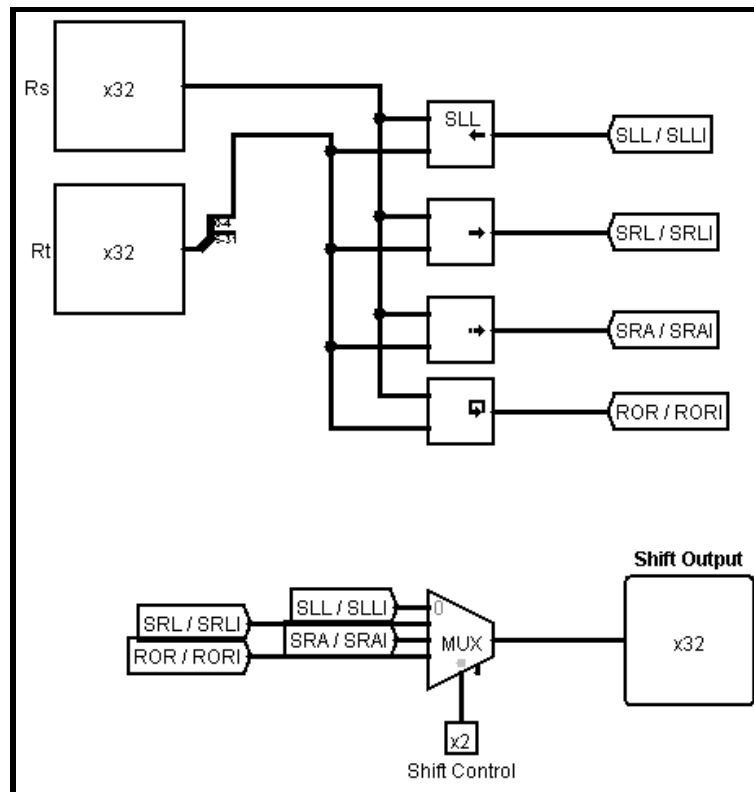 Rs
x32
SLL
SLL / SLLI
Rt
x32
SRL / SRLI
SRA / SRAI
ROR / RORI
Shift Output
SLL / SLLI
SRL / SRLI
0
SRA / SRAI
MUX
x32
ROR / RORI
x2
Shift Control